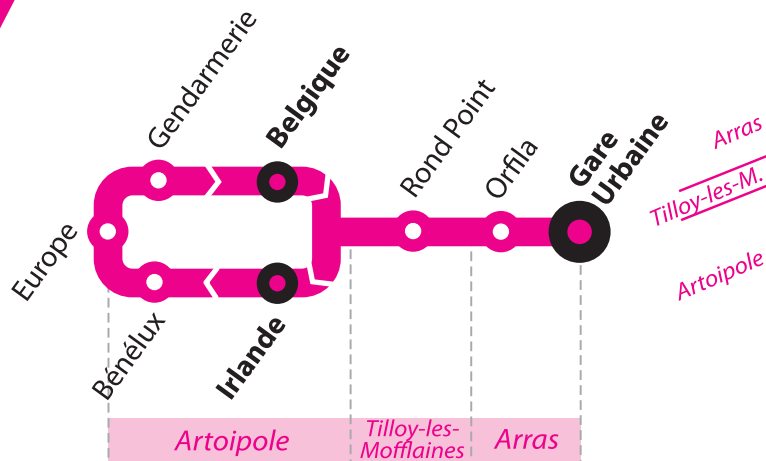 Gendarmerie
Belgique
Rond Point
Orfila
Gare
Urbaine
Europe
Bénélux
Irlande
Arras
Tilloy-les-M.
Artoipole
Artoipole
Tilloy-les-
Mofflaines
Arras